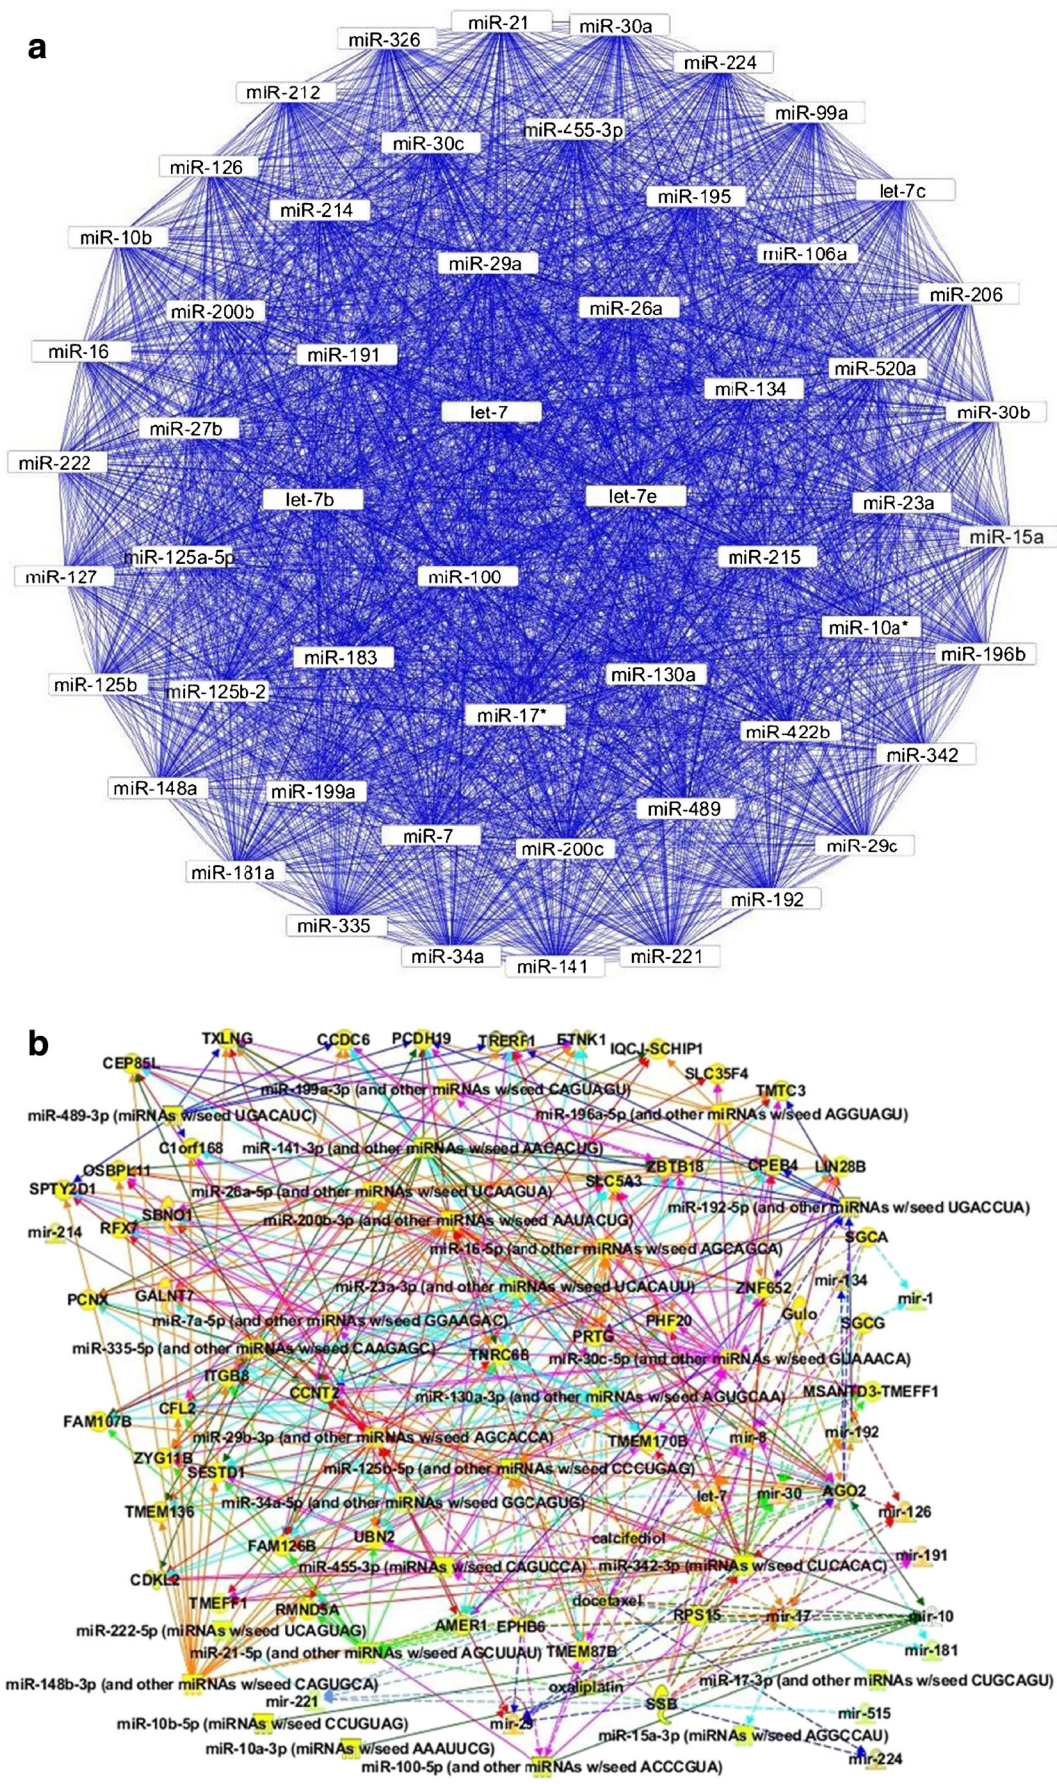 a
miR-21
miR-30a
miR-326
miR-224
miR-212
miR-99a
miR-455-3p
miR-30c
miR-126
let-7c
miR-195
miR-214
miR-10b
miR-106a
miR-29a
miR-206
miR-26a
miR-200b
miR-16
miR-191
miR-520a
miR-134
let-7
miR-30b
miR-27b
miR-222
let-7b
let-7e
miR-23a
miR-15a
miR-125a-5p
miR-215
miR-127
miR-100
miR-10a*
miR-196b
miR-183
miR-130a
miR-125b
miR-125b-2
miR-17*
miR-422b
miR-342
miR-148a
miR-199a
miR-489
miR-7
miR-200c
miR-29c
miR-181a
miR-192
miR-335
miR-34a
miR-141
miR-221
b
TXLNG
CCDC6
PCDH19
TRERF1
ETNK1
IQCJ-SCHIP1
CEP85L
SLC35F4
miR-199a-3p (and other miRNAs w/seed CAGUAGU)
TMTC3
miR-489-3p (miRNAs w/seed UGACAUC)
miR-196a-5p (and other miRNAs w/seed AGGUAGU)
C1orf168
miR-141-3p (and other miRNAs w/seed AACACUG)
OSBPL11
ZBTB18
CPEB4
LIN28B
SPTY2D1
miR-26a-5p (and other miRNAs w/seed UCAAGUA)
SLC5A3
miR-192-5p (and other miRNAs w/seed UGACCUA)
SBNO1
mir-214
RFX7
miR-200b-3p (and other miRNAs w/seed AAUACUG)
SGCA
miR-16-5p (and other miRNAs w/seed AGCAGCA)
miR-23a-3p (and other miRNAs w/seed UCACAUU)
ZNF652
mir-134
PCNX
GALNT7
mir-1
Gulo
miR-7a-5p (and other miRNAs w/seed GGAAGAC)
PRTG
PHF20
SGCG
miR-335-5p (and other miRNAs w/seed CAAGAGC)
TNRC6B
miR-30c-5p (and other miRNAs w/seed GUAAACA)
ITGB8
CCNT2
miR-130a-3p (and other miRNAs w/seed AGUGCAA)
MSANTD3-TMEFF1
CFL2
FAM107B
miR-29b-3p (and other miRNAs w/seed AGCACCA)
TMEM170B
mir-8
mir-192
ZYG11B
SESTD1
miR-125b-5p (and other miRNAs w/seed CCCUGAG)
let-7
mir-30
AGO2
TMEM136
miR-34a-5p (and other miRNAs w/seed GGCAGUG)
mir-126
FAM126B
UBN2
calcifediol
mir-191
miR-455-3p (miRNAs w/seed CAGUCCA)
miR-342-3p (miRNAs w/seed CUCACAC)
CDKL2
TMEFF1
RMND5A
docetaxel
RPS15
mir-17
mir-10
miR-222-5p (miRNAs w/seed UCAGUAG)
AMER1
EPHB6
miR-21-5p (and other miRNAs w/seed AGCUUAU)
TMEM87B
mir-181
miR-148b-3p (and other miRNAs w/seed CAGUGCA)
oxaliplatin
miR-17-3p (and other miRNAs w/seed CUGCAGU)
mir-221
SSB
miR-10b-5p (miRNAs w/seed CCUGUAG)
mir-29
mir-515
miR-15a-3p (miRNAs w/seed AGGCCAU)
miR-10a-3p (miRNAs w/seed AAAUUCG)
mir-224
miR-100-5p (and other miRNAs w/seed ACCCGUA)